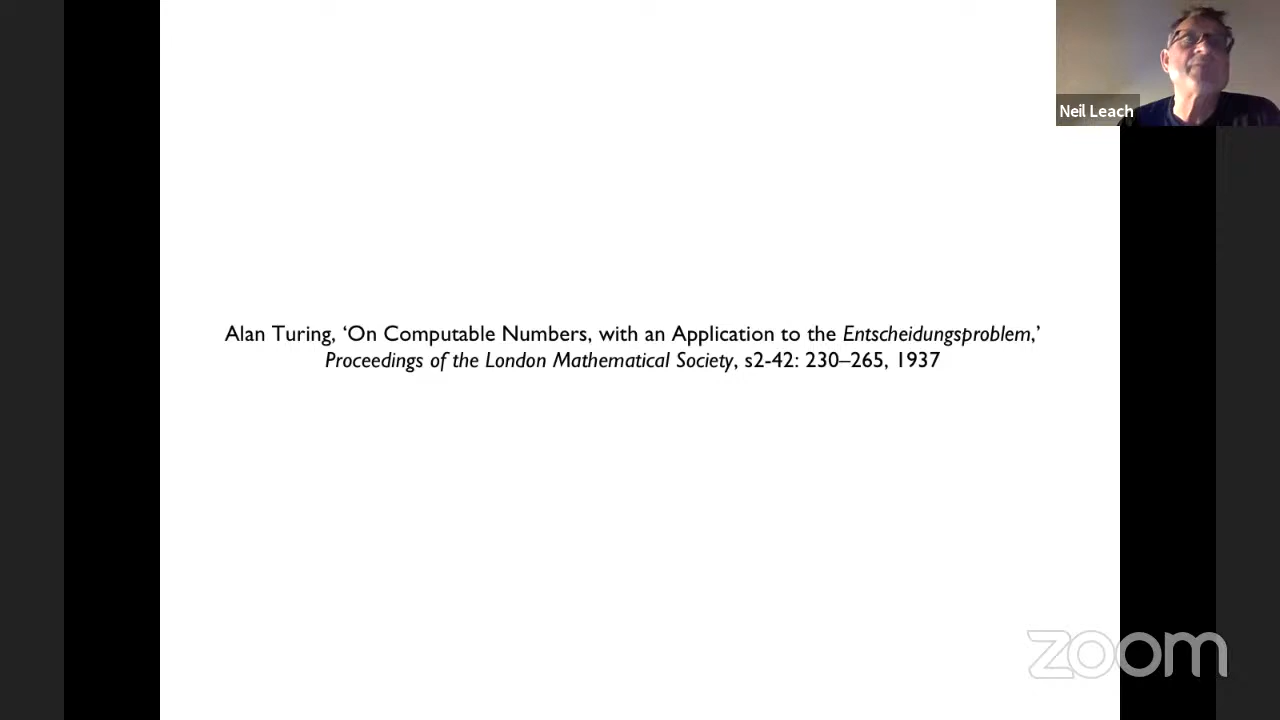 Neil Leach
Alan Turing, ‘On Computable Numbers, with an Application to the Entscheidungsproblem,’
Proceedings of the London Mathematical Society, s2-42: 230–265, 1937
zoom